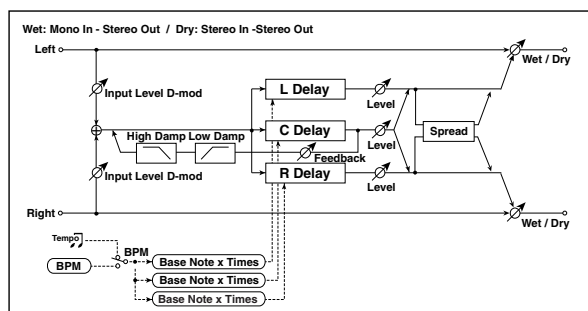 Wet: Mono In - Stereo Out / Dry: Stereo In -Stereo Out
Left
Wet / Dry
Input Level D-mod
L Delay
Level
High Damp Low Damp
C Delay
Level
Spread
Feedback
Input Level D-mod
R Delay
Level
Right
Wet / Dry
Tempo
BPM
BPM
Base Note x Times
Base Note x Times
Base Note x Times